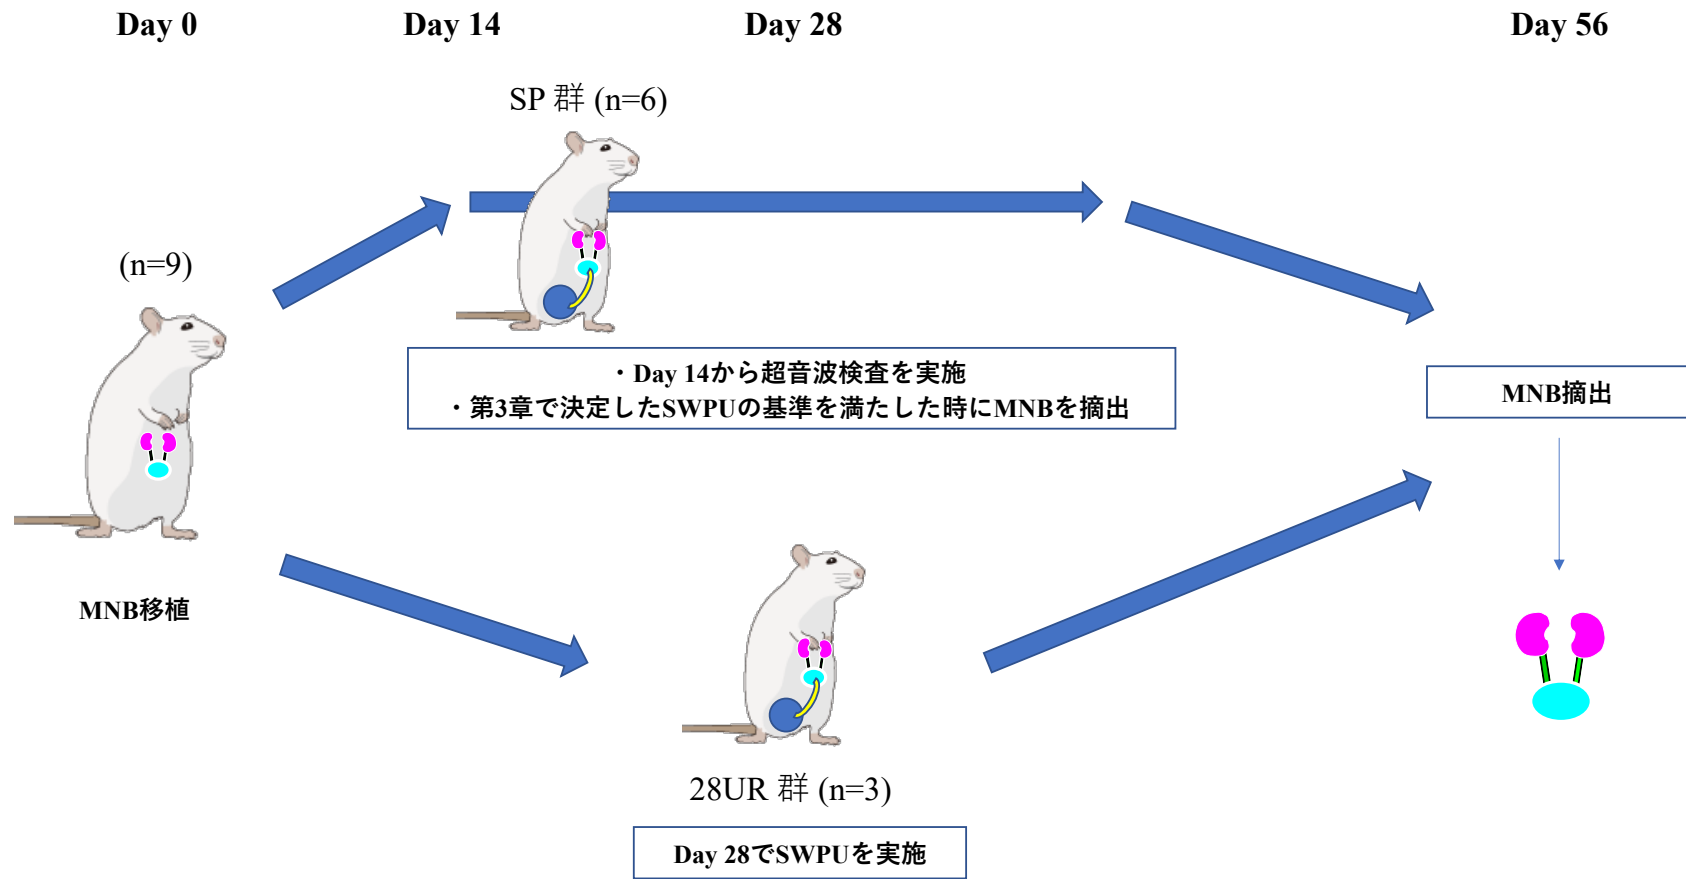 Day 0
Day 14
Day 28
Day 56
SP 群 (n=6)
(n=9)
・Day 14から超音波検査を実施
・第3章で決定したSWPUの基準を満たした時にMNBを摘出
MNB摘出
MNB移植
28UR 群 (n=3)
Day 28でSWPUを実施